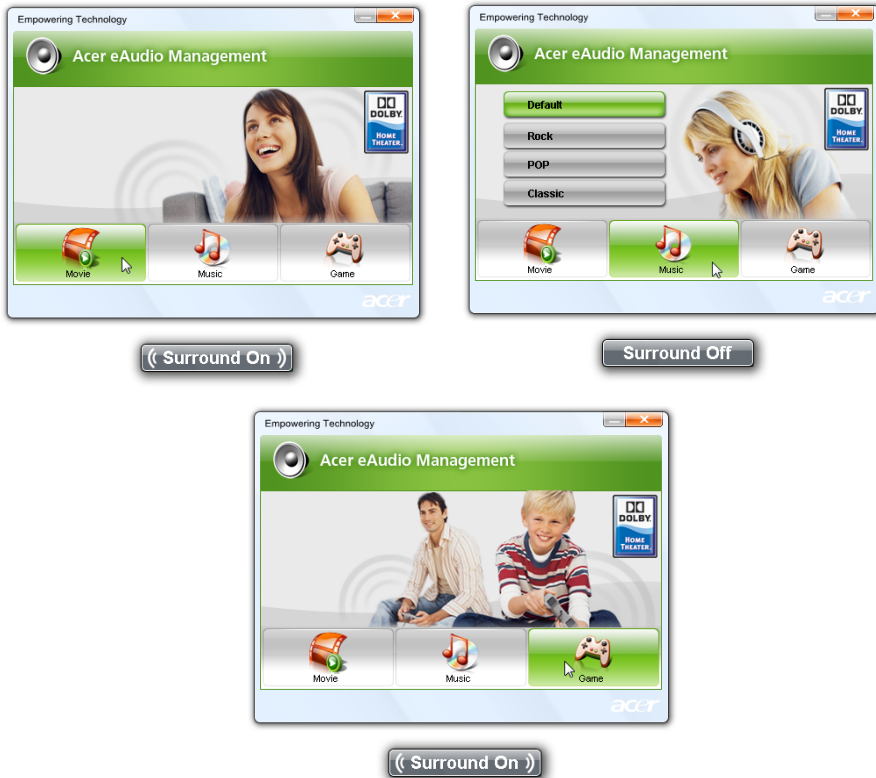 Empowering Technology
Acer eAudio Management
DOLBY
HOME THEATER
Movie
Music
Game
acer
(( Surround On ))
Empowering Technology
Acer eAudio Management
Default
Rock
POP
Classic
DOLBY
HOME THEATER
Movie
Music
Game
acer
Surround Off
Empowering Technology
Acer eAudio Management
DOLBY
HOME THEATER
Movie
Music
Game
acer
(( Surround On ))